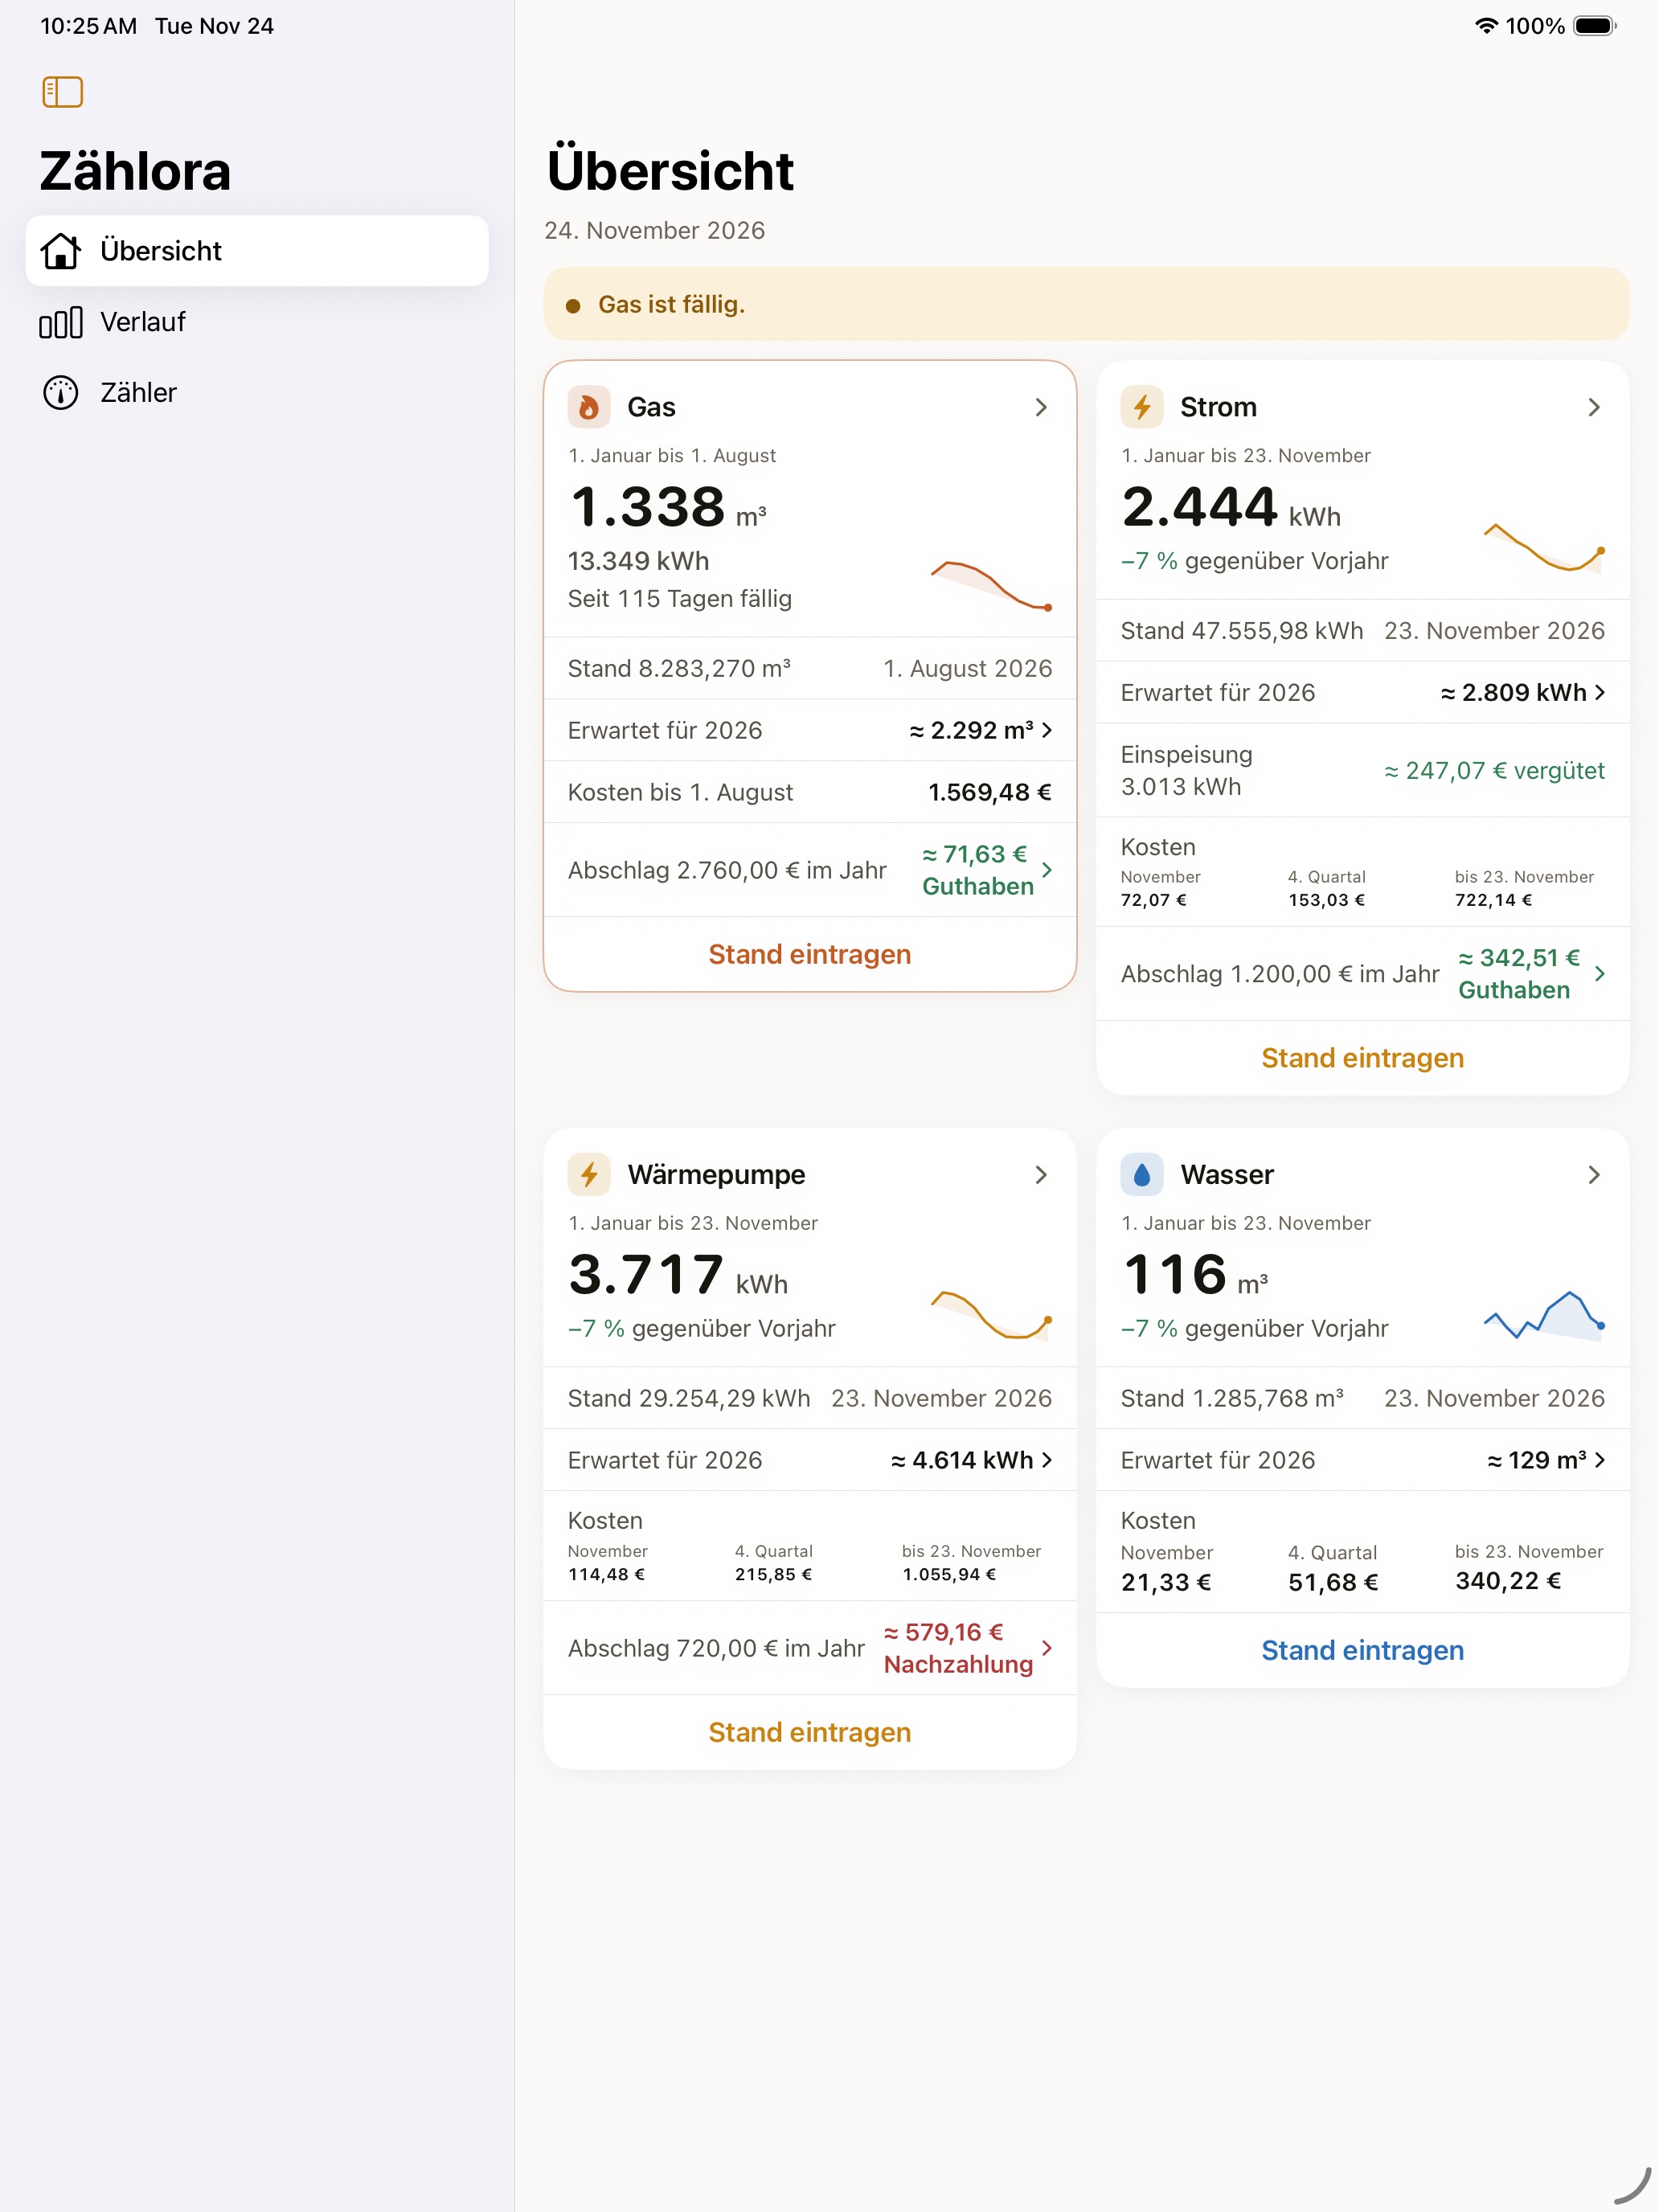 10:25 AM Tue Nov 24
100%
Zählora
Übersicht
Verlauf
Zähler
Übersicht
24. November 2026
Gas ist fällig.
Gas
1. Januar bis 1. August
1.338 m³
13.349 kWh
Seit 115 Tagen fällig
Stand 8.283,270 m³ 1. August 2026
Erwartet für 2026 ≈ 2.292 m³
Kosten bis 1. August 1.569,48 €
Abschlag 2.760,00 € im Jahr ≈ 71,63 €
Guthaben
Stand eintragen
Strom
1. Januar bis 23. November
2.444 kWh
−7 % gegenüber Vorjahr
Stand 47.555,98 kWh 23. November 2026
Erwartet für 2026 ≈ 2.809 kWh
Einspeisung
3.013 kWh ≈ 247,07 € vergütet
Kosten
November 4. Quartal bis 23. November
72,07 € 153,03 € 722,14 €
Abschlag 1.200,00 € im Jahr ≈ 342,51 €
Guthaben
Stand eintragen
Wärmepumpe
1. Januar bis 23. November
3.717 kWh
−7 % gegenüber Vorjahr
Stand 29.254,29 kWh 23. November 2026
Erwartet für 2026 ≈ 4.614 kWh
Kosten
November 4. Quartal bis 23. November
114,48 € 215,85 € 1.055,94 €
Abschlag 720,00 € im Jahr ≈ 579,16 €
Nachzahlung
Stand eintragen
Wasser
1. Januar bis 23. November
116 m³
−7 % gegenüber Vorjahr
Stand 1.285,768 m³ 23. November 2026
Erwartet für 2026 ≈ 129 m³
Kosten
November 4. Quartal bis 23. November
21,33 € 51,68 € 340,22 €
Stand eintragen